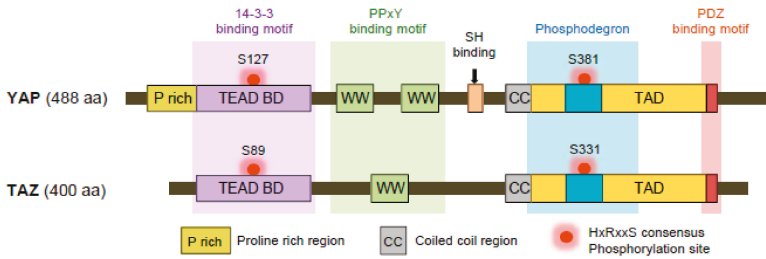 14-3-3
binding motif
PPxY
binding motif
SH
binding
Phosphodegron
PDZ
binding motif
S127
S381
YAP (488 aa)
P rich
TEAD BD
WW
WW
CC
TAD
S89
S331
TAZ (400 aa)
TEAD BD
WW
CC
TAD
P rich
Proline rich region
CC
Coiled coil region
HxRxxS consensus
Phosphorylation site